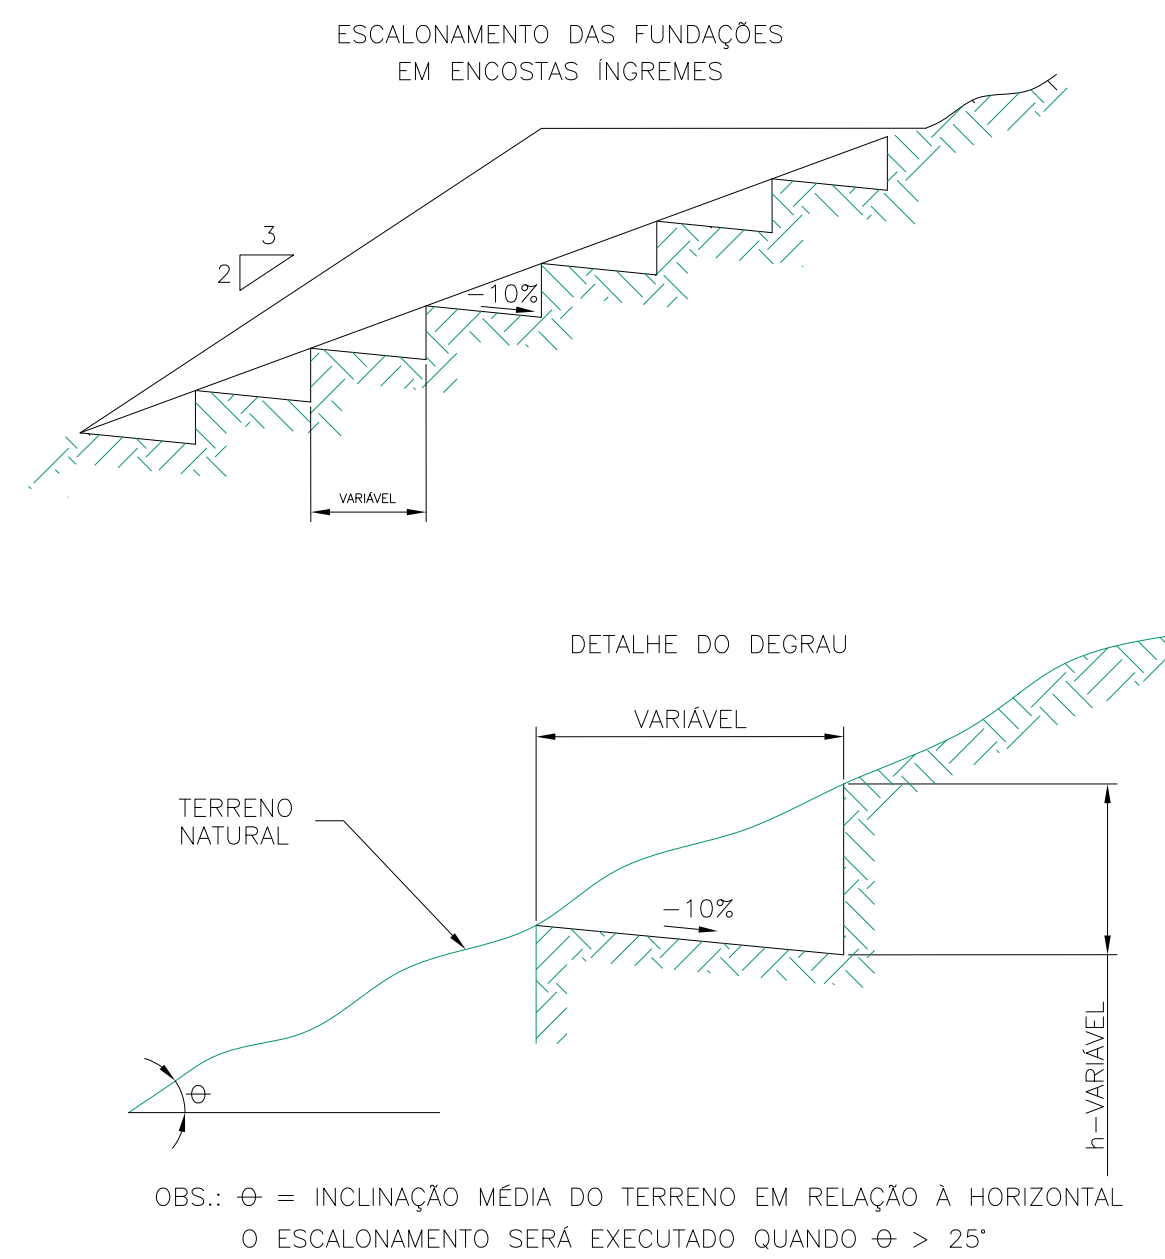 ESCALONAMENTO DAS FUNDAÇÕES
EM ENCOSTAS ÍNGREMES
3
2
-10%
VARIÁVEL
DETALHE DO DEGRAU
VARIÁVEL
TERRENO
NATURAL
-10%
h-VARIÁVEL
θ
OBS.: θ = INCLINAÇÃO MÉDIA DO TERRENO EM RELAÇÃO À HORIZONTAL
O ESCALONAMENTO SERÁ EXECUTADO QUANDO θ > 25°